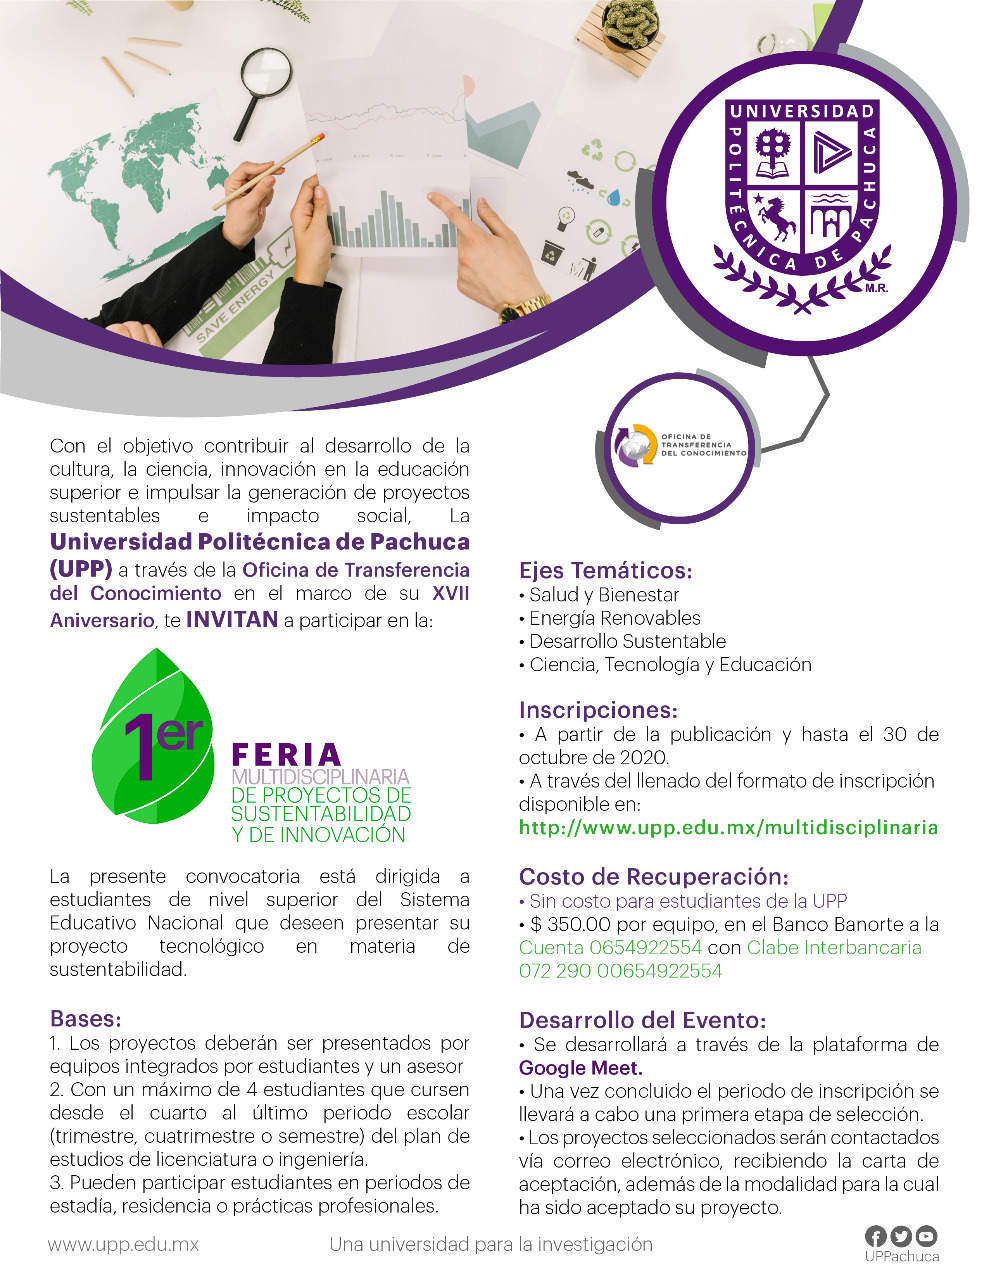 SAVE ENERGY
UNIVERSIDAD
POLITÉCNICA DE PACHUCA
M.R.
OFICINA DE
TRANSFERENCIA
DEL CONOCIMIENTO
Con el objetivo contribuir al desarrollo de la
cultura, la ciencia, innovación en la educación
superior e impulsar la generación de proyectos
sustentables e impacto social, La
Universidad Politécnica de Pachuca
(UPP) a través de la Oficina de Transferencia
del Conocimiento en el marco de su XVII
Aniversario, te INVITAN a participar en la:
1er
FERIA
MULTIDISCIPLINARIA
DE PROYECTOS DE
SUSTENTABILIDAD
Y DE INNOVACIÓN
La presente convocatoria está dirigida a
estudiantes de nivel superior del Sistema
Educativo Nacional que deseen presentar su
proyecto tecnológico en materia de
sustentabilidad.
Bases:
1. Los proyectos deberán ser presentados por
equipos integrados por estudiantes y un asesor
2. Con un máximo de 4 estudiantes que cursen
desde el cuarto al último periodo escolar
(trimestre, cuatrimestre o semestre) del plan de
estudios de licenciatura o ingeniería.
3. Pueden participar estudiantes en periodos de
estadía, residencia o prácticas profesionales.
Ejes Temáticos:
• Salud y Bienestar
• Energía Renovables
• Desarrollo Sustentable
• Ciencia, Tecnología y Educación
Inscripciones:
• A partir de la publicación y hasta el 30 de
octubre de 2020.
• A través del llenado del formato de inscripción
disponible en:
http://www.upp.edu.mx/multidisciplinaria
Costo de Recuperación:
• Sin costo para estudiantes de la UPP
• $ 350.00 por equipo, en el Banco Banorte a la
Cuenta 0654922554 con Clabe Interbancaria
072 290 00654922554
Desarrollo del Evento:
• Se desarrollará a través de la plataforma de
Google Meet.
• Una vez concluido el periodo de inscripción se
llevará a cabo una primera etapa de selección.
• Los proyectos seleccionados serán contactados
vía correo electrónico, recibiendo la carta de
aceptación, además de la modalidad para la cual
ha sido aceptado su proyecto.
www.upp.edu.mx
Una universidad para la investigación
UPPachuca